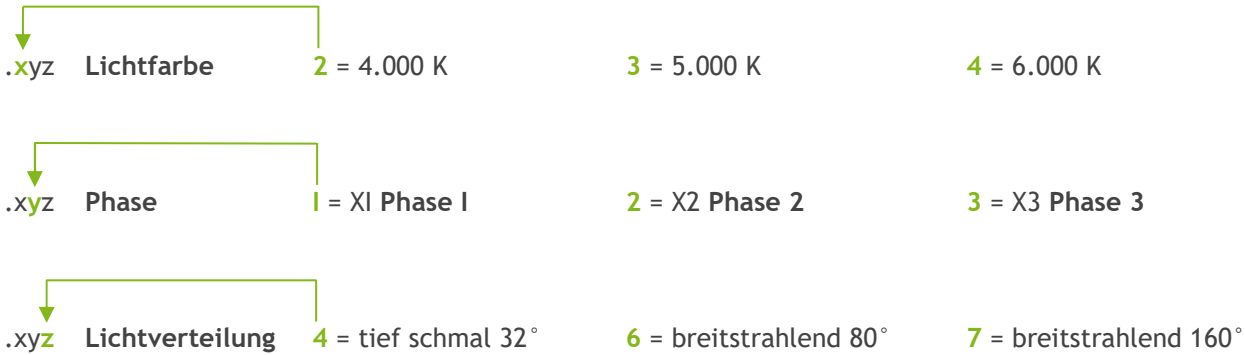 .xyz Lichtfarbe 2 = 4.000 K 3 = 5.000 K 4 = 6.000 K
.xyz Phase I = XI Phase I 2 = X2 Phase 2 3 = X3 Phase 3
.xyz Lichtverteilung 4 = tief schmal 32° 6 = breitstrahlend 80° 7 = breitstrahlend 160°